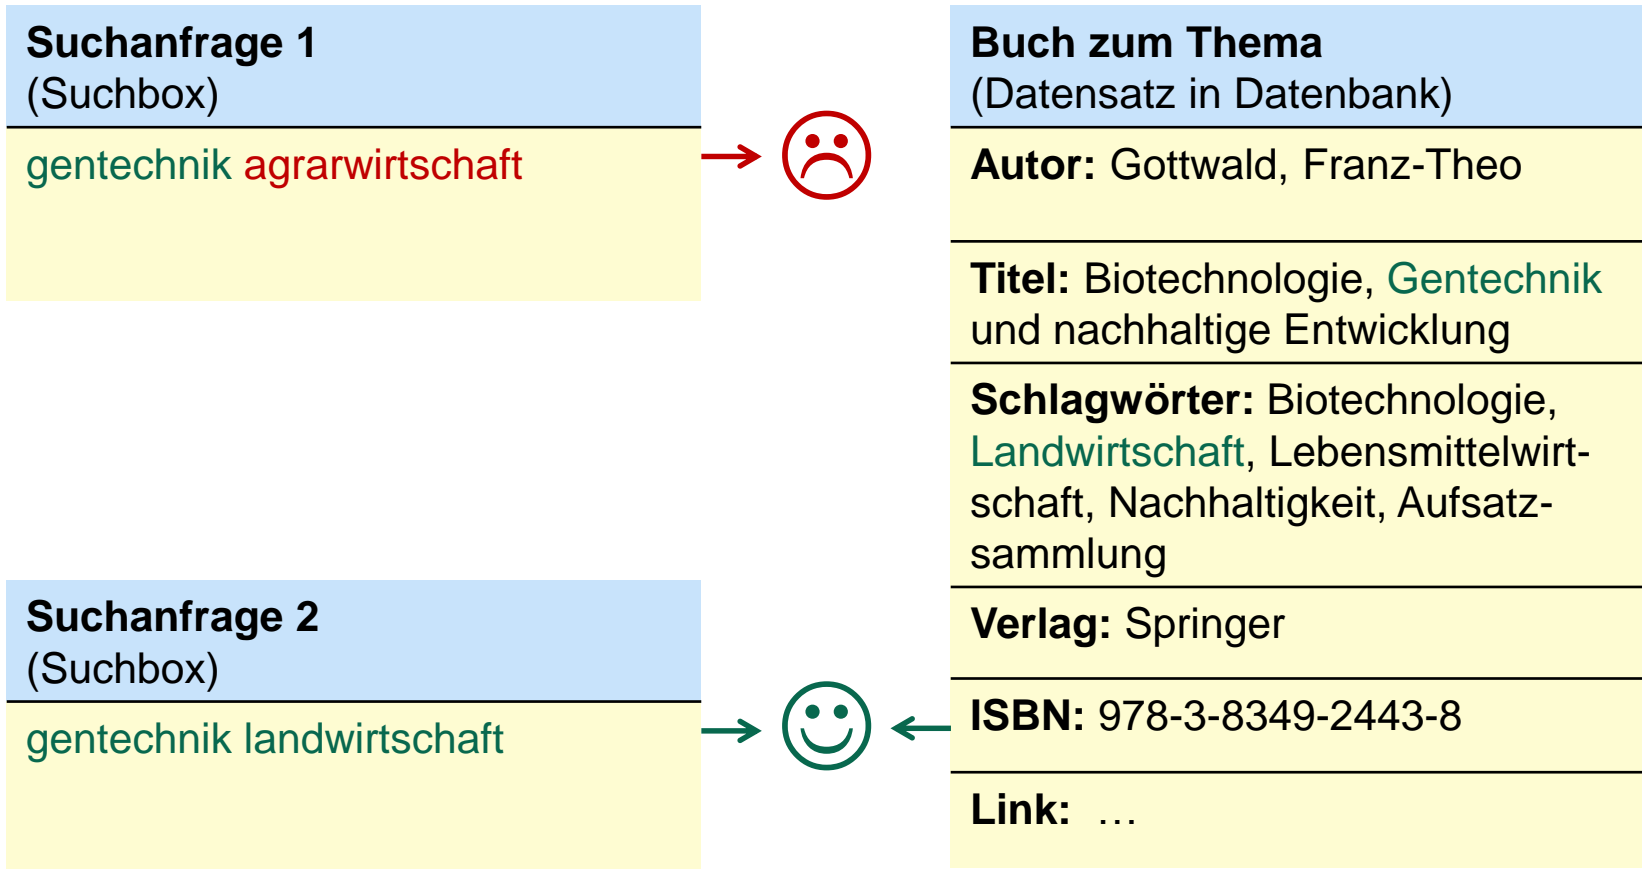 Suchanfrage 1
(Suchbox)
gentechnik agrarwirtschaft
Suchanfrage 2
(Suchbox)
gentechnik landwirtschaft
Buch zum Thema
(Datensatz in Datenbank)
Autor: Gottwald, Franz-Theo
Titel: Biotechnologie, Gentechnik
und nachhaltige Entwicklung
Schlagwörter: Biotechnologie,
Landwirtschaft, Lebensmittelwirt-
schaft, Nachhaltigkeit, Aufsatz-
sammlung
Verlag: Springer
ISBN: 978-3-8349-2443-8
Link: …